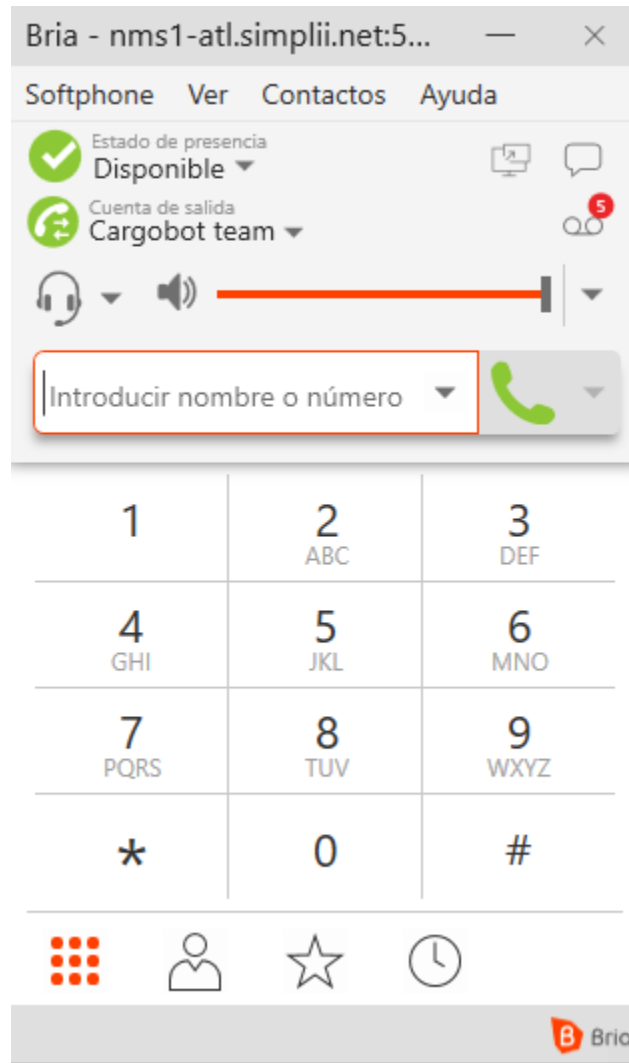 Bria - nms1-atl.simplii.net:5...
Softphone Ver Contactos Ayuda
Estado de presencia
Disponible
Cuenta de salida
Cargobot team
5
Introducir nombre o número
1 2 3
ABC DEF
4 5 6
GHI JKL MNO
7 8 9
PQRS TUV WXYZ
* 0 #
B Bria